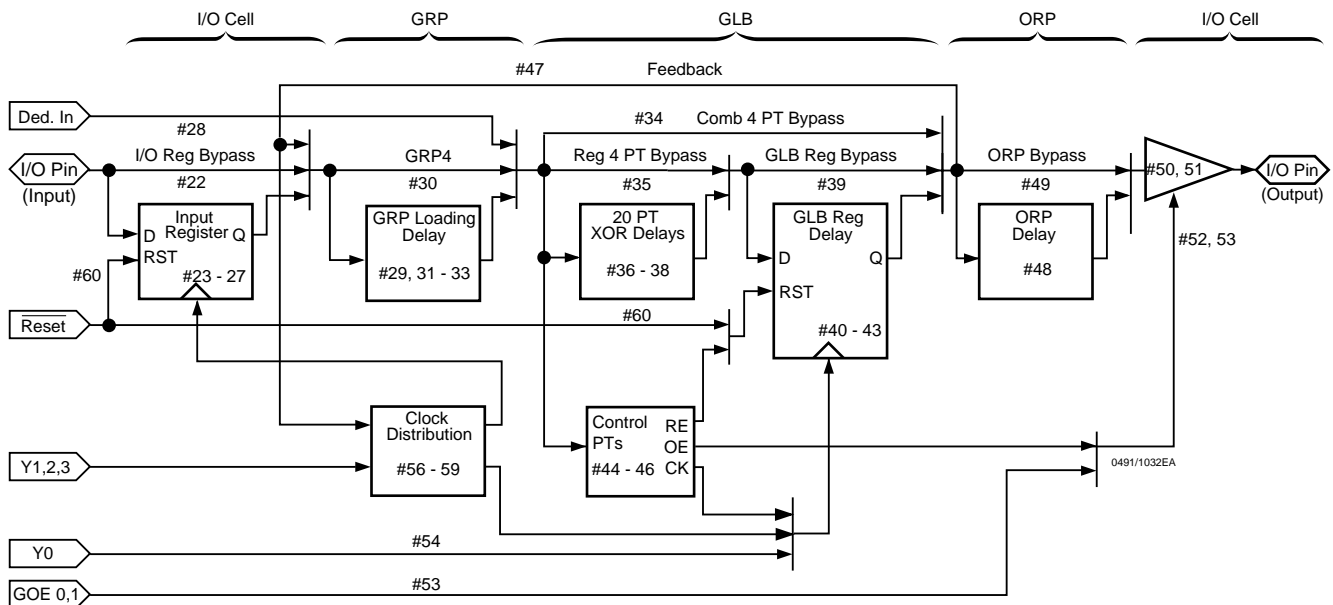 I/O Cell
GRP
GLB
ORP
I/O Cell
#47
Feedback
Ded. In
#28
#34
Comb 4 PT Bypass
I/O Pin
(Input)
I/O Reg Bypass
#22
GRP4
#30
Reg 4 PT Bypass
#35
GLB Reg Bypass
#39
ORP Bypass
#49
#50, 51
I/O Pin
(Output)
Input
Register
D
Q
RST
#23 - 27
GRP Loading
Delay
#29, 31 - 33
20 PT
XOR Delays
#36 - 38
GLB Reg
Delay
D
Q
RST
#40 - 43
ORP
Delay
#48
#52, 53
#60
Reset
#60
Clock
Distribution
#56 - 59
Control
PTs
#44 - 46
RE
OE
CK
0491/1032EA
Y1,2,3
Y0
#54
GOE 0,1
#53